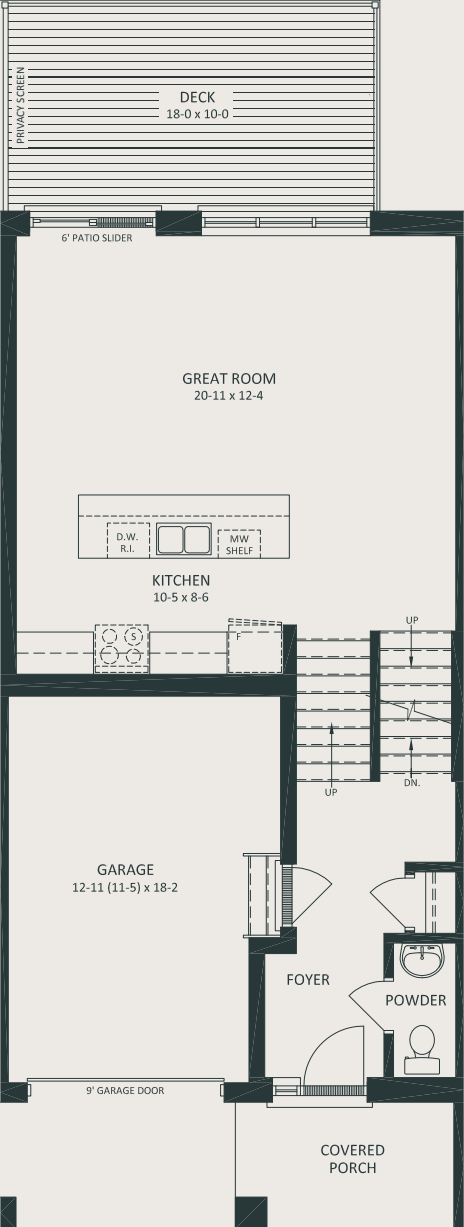 PRIVACY SCREEN
DECK
18-0 x 10-0
6' PATIO SLIDER
GREAT ROOM
20-11 x 12-4
D.W.
R.I.
MW
SHELF
KITCHEN
10-5 x 8-6
S
F
UP
UP
DN.
GARAGE
12-11 (11-5) x 18-2
FOYER
POWDER
9' GARAGE DOOR
COVERED
PORCH